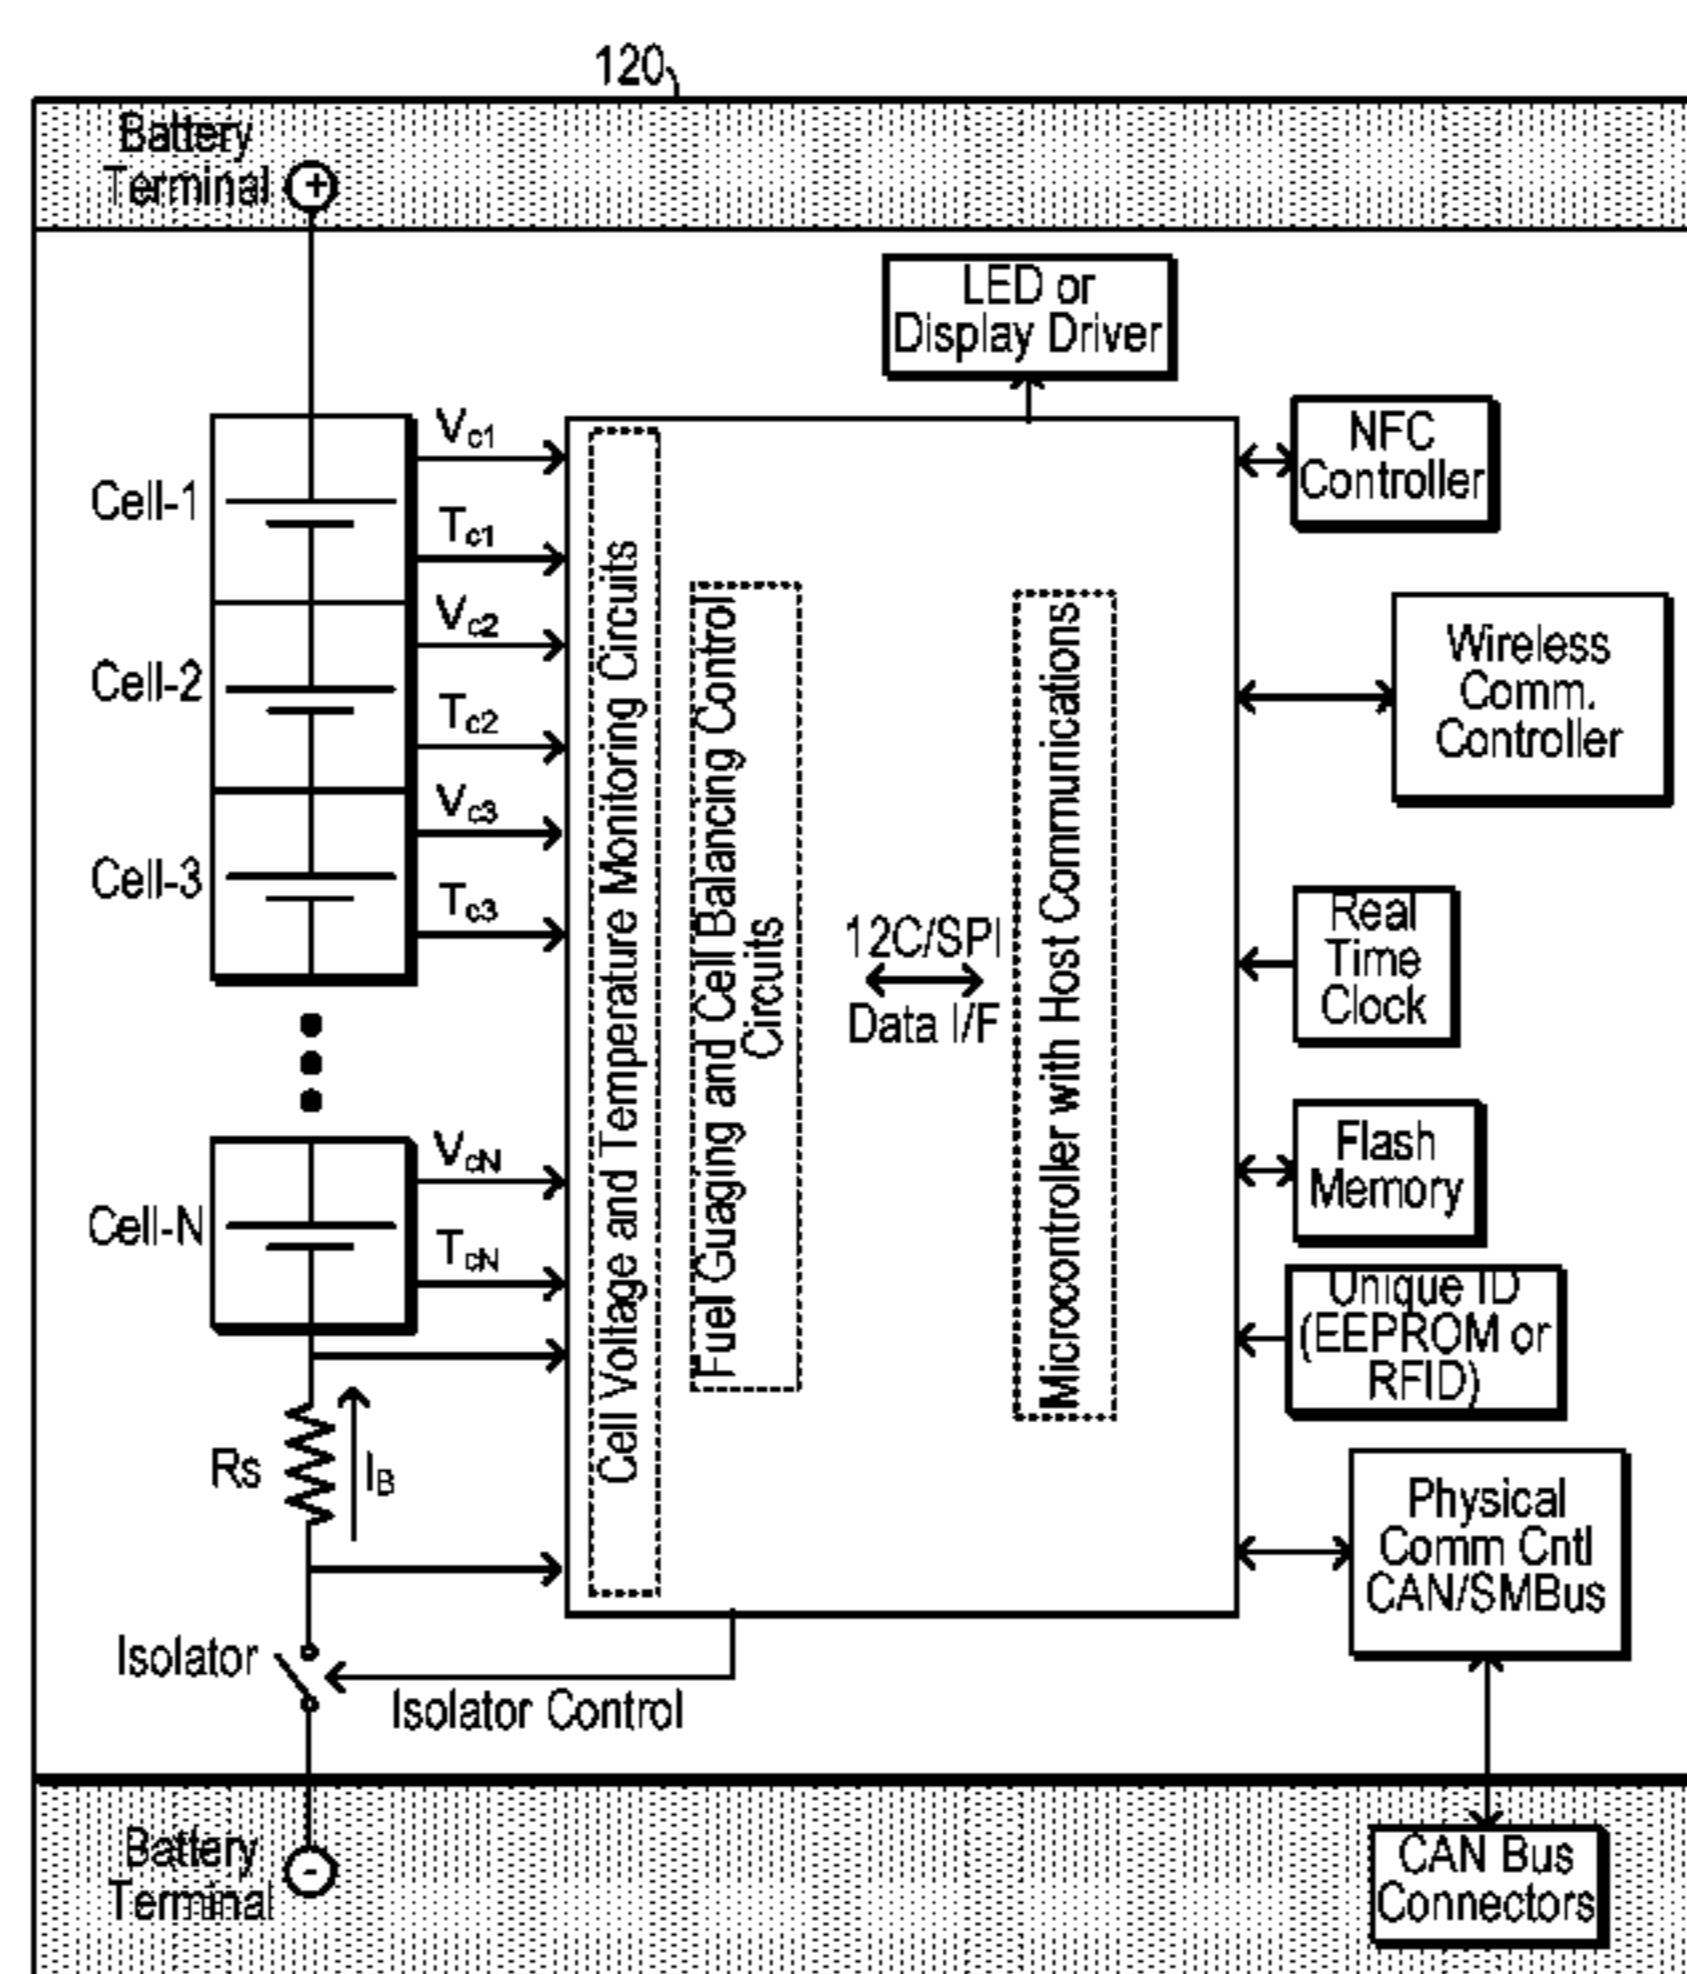 120
Battery
Terminal
+
LED or
Display Driver
NFC
Controller
Wireless
Comm.
Controller
Real
Time
Clock
Flash
Memory
Unique ID
(EEPROM or
RFID)
Physical
Comm Cntl
CAN/SMBus
CAN Bus
Connectors
Cell-1
Vc1
Tc1
Cell-2
Vc2
Tc2
Cell-3
Vc3
Tc3
Cell-N
VcN
TcN
Rs
IB
Isolator
Isolator Control
Cell Voltage and Temperature Monitoring Circuits
Fuel Guaging and Cell Balancing Control
Circuits
12C/SPI
Data I/F
Microcontroller with Host Communications
Battery
Terminal
-